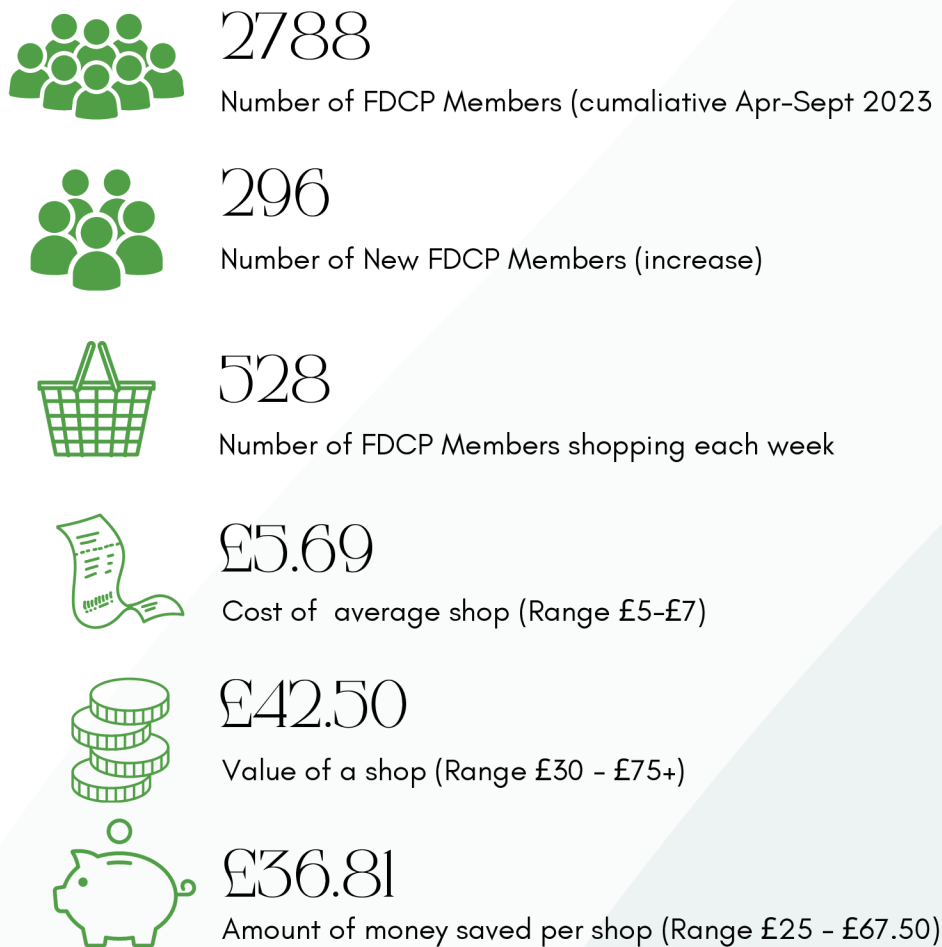 2788
Number of FDCP Members (cumaliative Apr-Sept 2023
296
Number of New FDCP Members (increase)
528
Number of FDCP Members shopping each week
£5.69
Cost of average shop (Range £5-£7)
£42.50
Value of a shop (Range £30 - £75+)
£36.81
Amount of money saved per shop (Range £25 - £67.50)